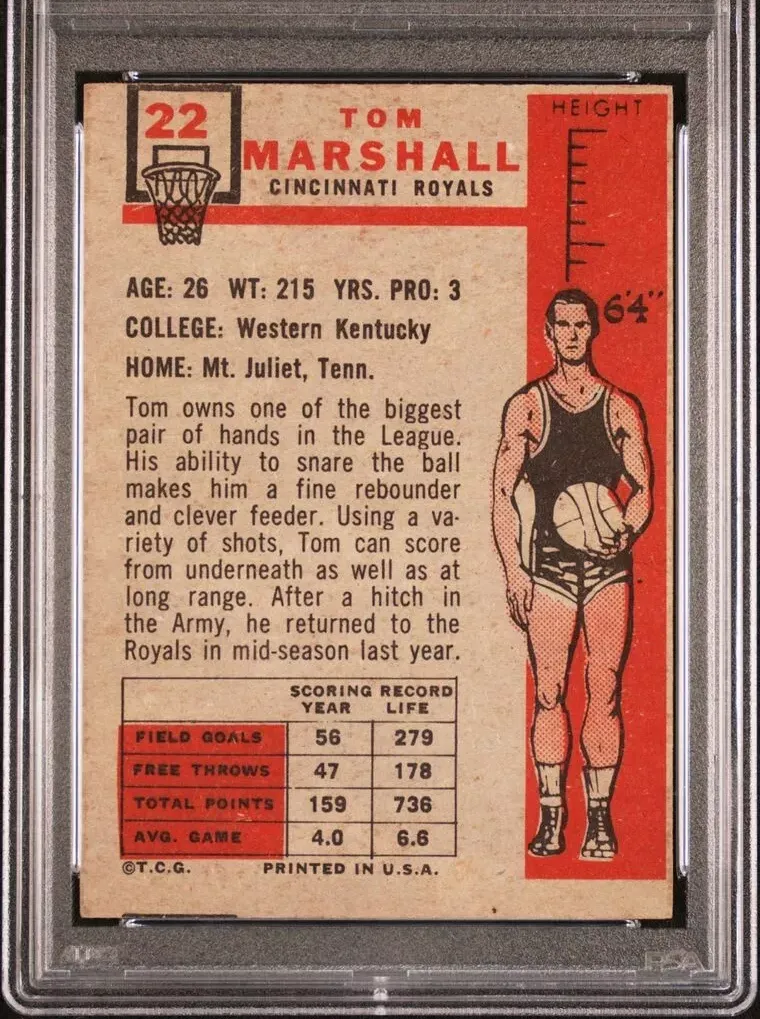 22
TOM
MARSHALL
CINCINNATI ROYALS
HEIGHT
6'4"
AGE: 26 WT: 215 YRS. PRO: 3
COLLEGE: Western Kentucky
HOME: Mt. Juliet, Tenn.
Tom owns one of the biggest
pair of hands in the League.
His ability to snare the ball
makes him a fine rebounder
and clever feeder. Using a va-
riety of shots, Tom can score
from underneath as well as at
long range. After a hitch in
the Army, he returned to the
Royals in mid-season last year.
SCORING RECORD
YEAR LIFE
FIELD GOALS 56 279
FREE THROWS 47 178
TOTAL POINTS 159 736
AVG. GAME 4.0 6.6
©T.C.G. PRINTED IN U.S.A.
PSA